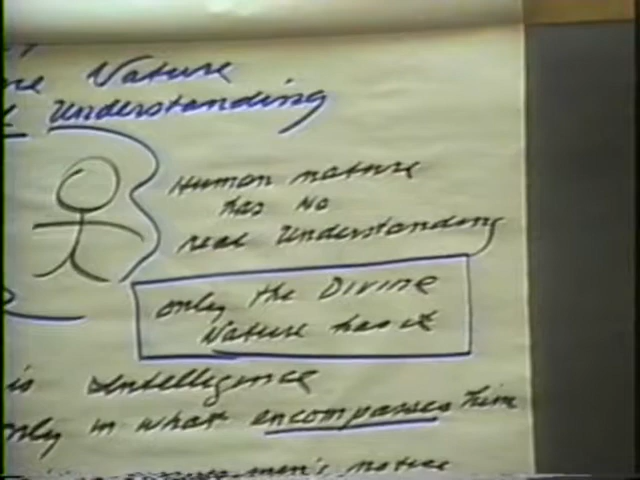 Nature
Understanding
Human nature
has no
real Understanding
only the Divine
Nature has it
is Intelligence
only in what encompasses him
men's